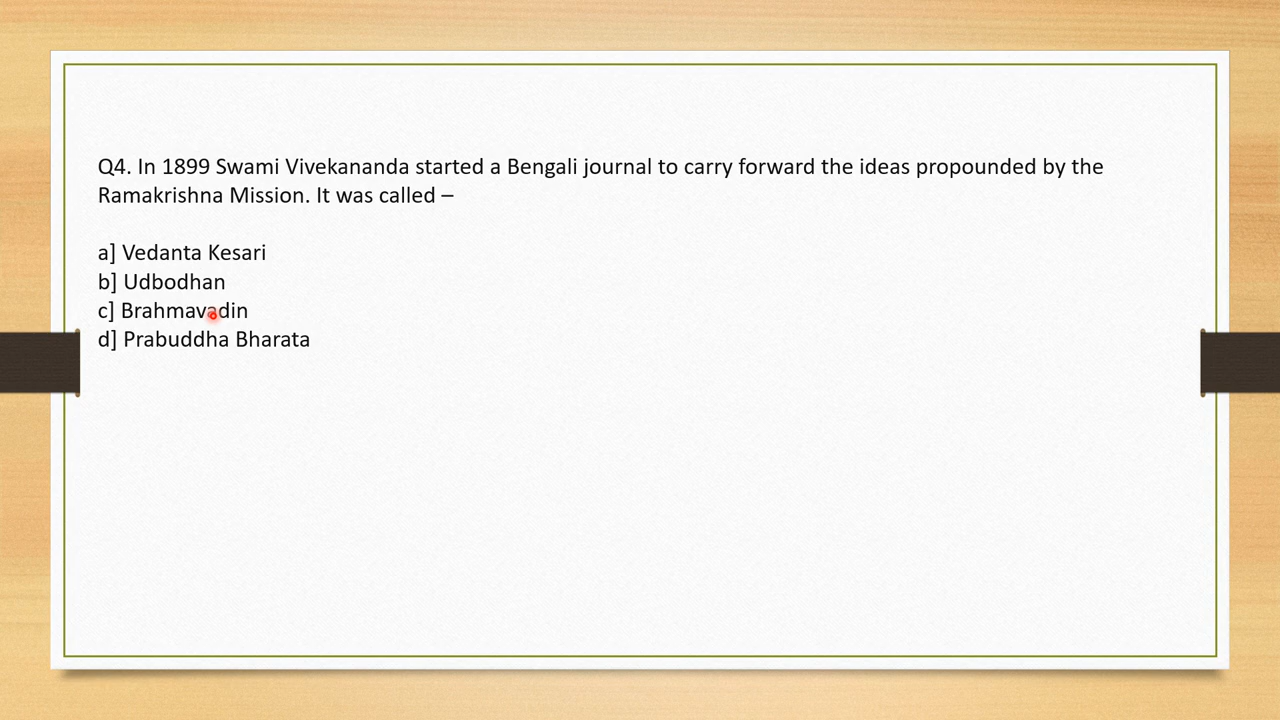 Q4. In 1899 Swami Vivekananda started a Bengali journal to carry forward the ideas propounded by the
Ramakrishna Mission. It was called –
a] Vedanta Kesari
b] Udbodhan
c] Brahmavadin
d] Prabuddha Bharata